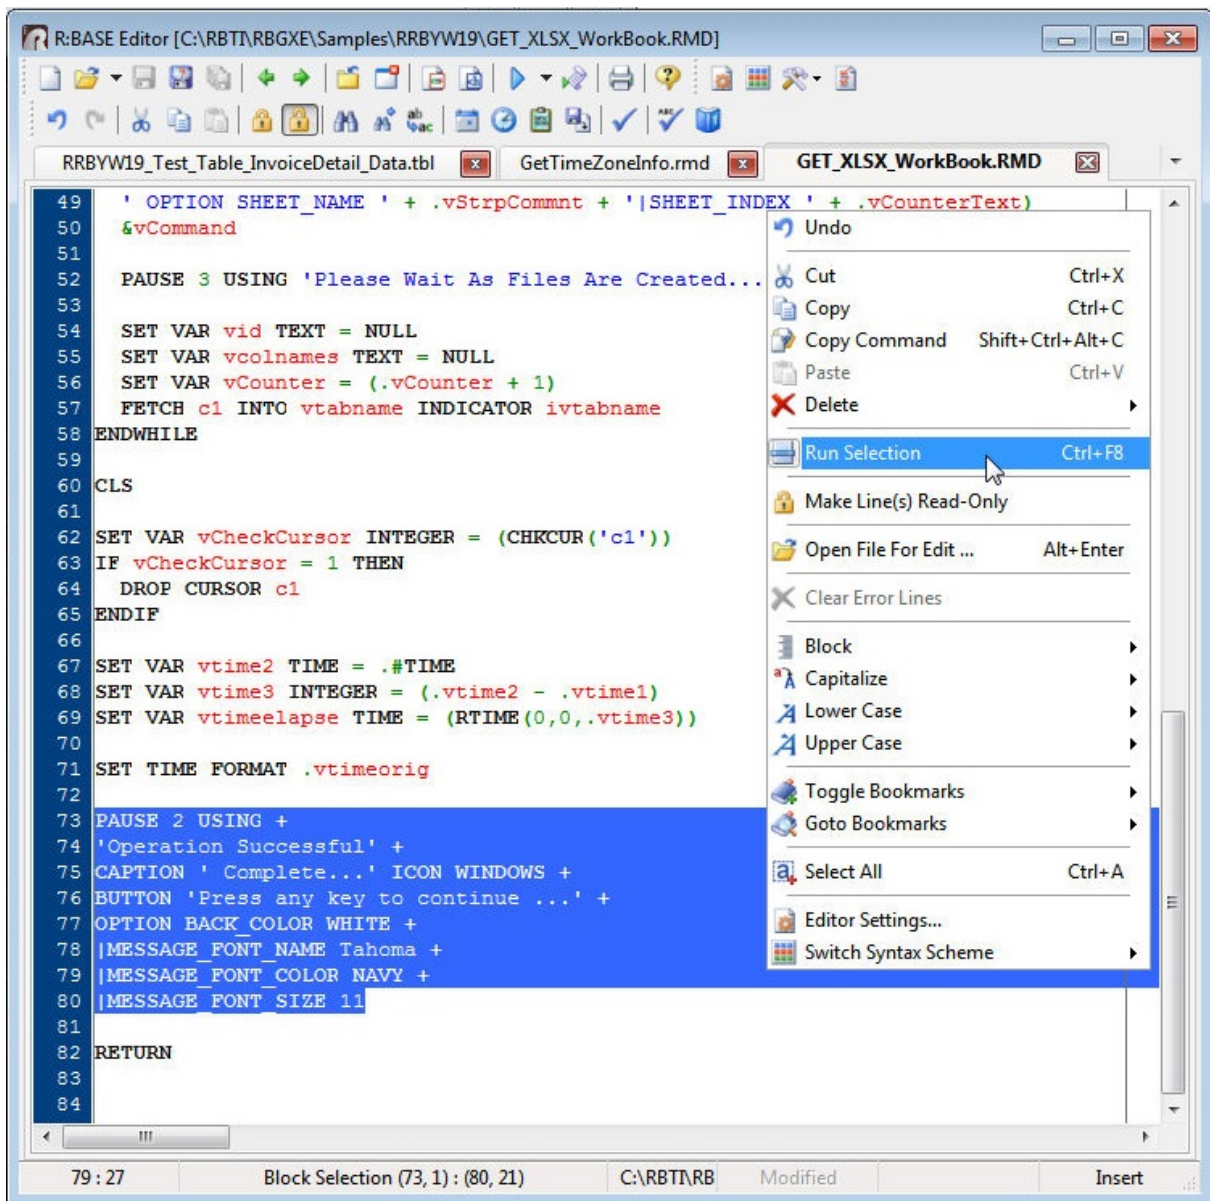 R:BASE Editor [C:\RBTI\RBGXE\Samples\RRBYW19\GET_XLSX_WorkBook.RMD]
RRBYW19_Test_Table_InvoiceDetail_Data.tbl GetTimeZoneInfo.rmd GET_XLSX_WorkBook.RMD
49 ' OPTION SHEET_NAME ' + .vStrpCommnt + '|SHEET_INDEX ' + .vCounterText)
50 &vCommand
51
52 PAUSE 3 USING 'Please Wait As Files Are Created...
53
54 SET VAR vid TEXT = NULL
55 SET VAR vcolnames TEXT = NULL
56 SET VAR vCounter = (.vCounter + 1)
57 FETCH c1 INTO vtabname INDICATOR ivtabname
58 ENDWHILE
59
60 CLS
61
62 SET VAR vCheckCursor INTEGER = (CHKCUR('c1'))
63 IF vCheckCursor = 1 THEN
64 DROP CURSOR c1
65 ENDIF
66
67 SET VAR vtime2 TIME = .#TIME
68 SET VAR vtime3 INTEGER = (.vtime2 - .vtime1)
69 SET VAR vtimeelapse TIME = (RTIME(0,0,.vtime3))
70
71 SET TIME FORMAT .vtimeorig
72
73 PAUSE 2 USING +
74 'Operation Successful' +
75 CAPTION ' Complete...' ICON WINDOWS +
76 BUTTON 'Press any key to continue ...' +
77 OPTION BACK_COLOR WHITE +
78 |MESSAGE_FONT_NAME Tahoma +
79 |MESSAGE_FONT_COLOR NAVY +
80 |MESSAGE_FONT_SIZE 11
81
82 RETURN
83
84
Undo
Cut Ctrl+X
Copy Ctrl+C
Copy Command Shift+Ctrl+Alt+C
Paste Ctrl+V
Delete
Run Selection Ctrl+F8
Make Line(s) Read-Only
Open File For Edit ... Alt+Enter
Clear Error Lines
Block
Capitalize
Lower Case
Upper Case
Toggle Bookmarks
Goto Bookmarks
Select All Ctrl+A
Editor Settings...
Switch Syntax Scheme
79 : 27 Block Selection (73, 1) : (80, 21) C:\RBTI\RB Modified Insert